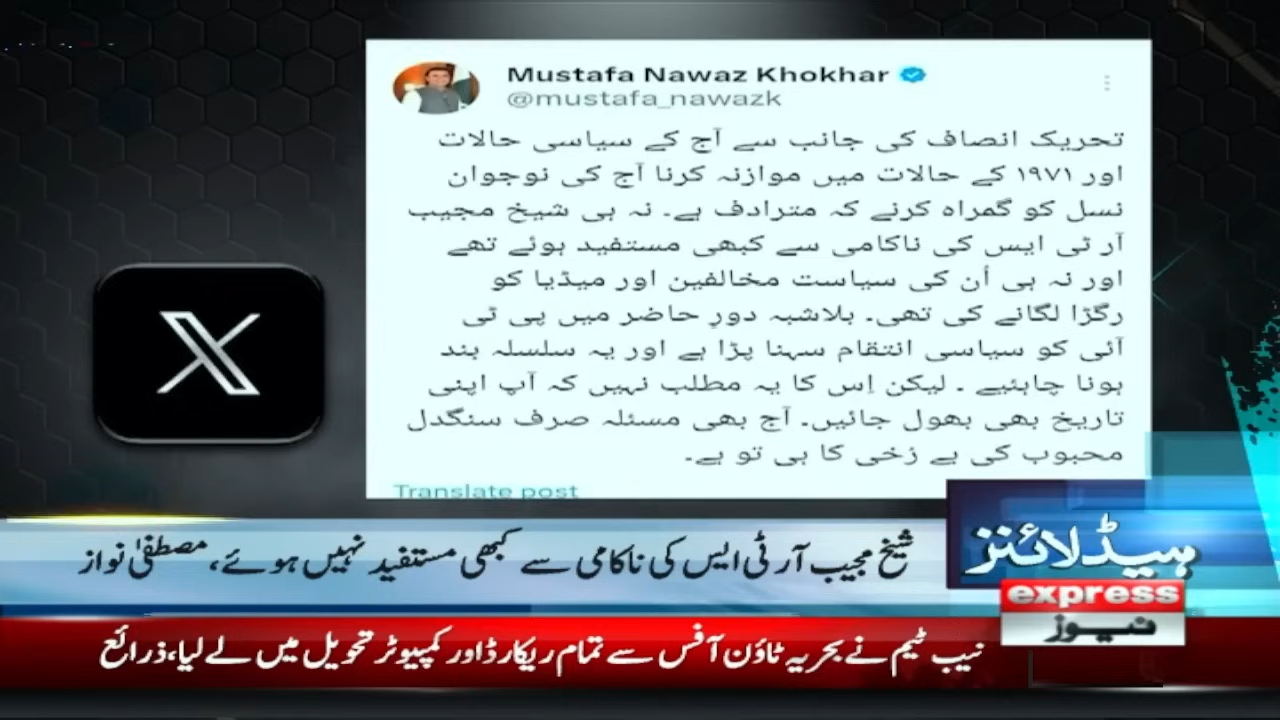 Mustafa Nawaz Khokhar
@mustafa_nawazk
تحریک انصاف کی جانب سے آج کے سیاسی حالات
اور ۱۹۷۱ کے حالات میں موازنہ کرنا آج کی نوجوان
نسل کو گمراہ کرنے کہ مترادف ہے۔ نہ ہی شیخ مجیب
آر ٹی ایس کی ناکامی سے کبھی مستفید ہوئے تھے
اور نہ ہی اُن کی سیاست مخالفین اور میڈیا کو
رگڑا لگانے کی تھی۔ بلاشبہ دورِ حاضر میں پی ٹی
آئی کو سیاسی انتقام سہنا پڑا ہے اور یہ سلسلہ بند
ہونا چاہئیے ۔ لیکن اِس کا یہ مطلب نہیں کہ آپ اپنی
تاریخ بھی بھول جائیں۔ آج بھی مسئلہ صرف سنگدل
محبوب کی بے رُخی کا ہی تو ہے۔
Translate post
X
شیخ مجیب آر ٹی ایس کی ناکامی سے کبھی مستفید نہیں ہوئے، مصطفیٰ نواز
ہیڈلائنز
express
نیوز
نیب ٹیم نے بحریہ ٹاؤن آفس سے تمام ریکارڈ اور کمپیوٹر تحویل میں لے لیا، ذرائع